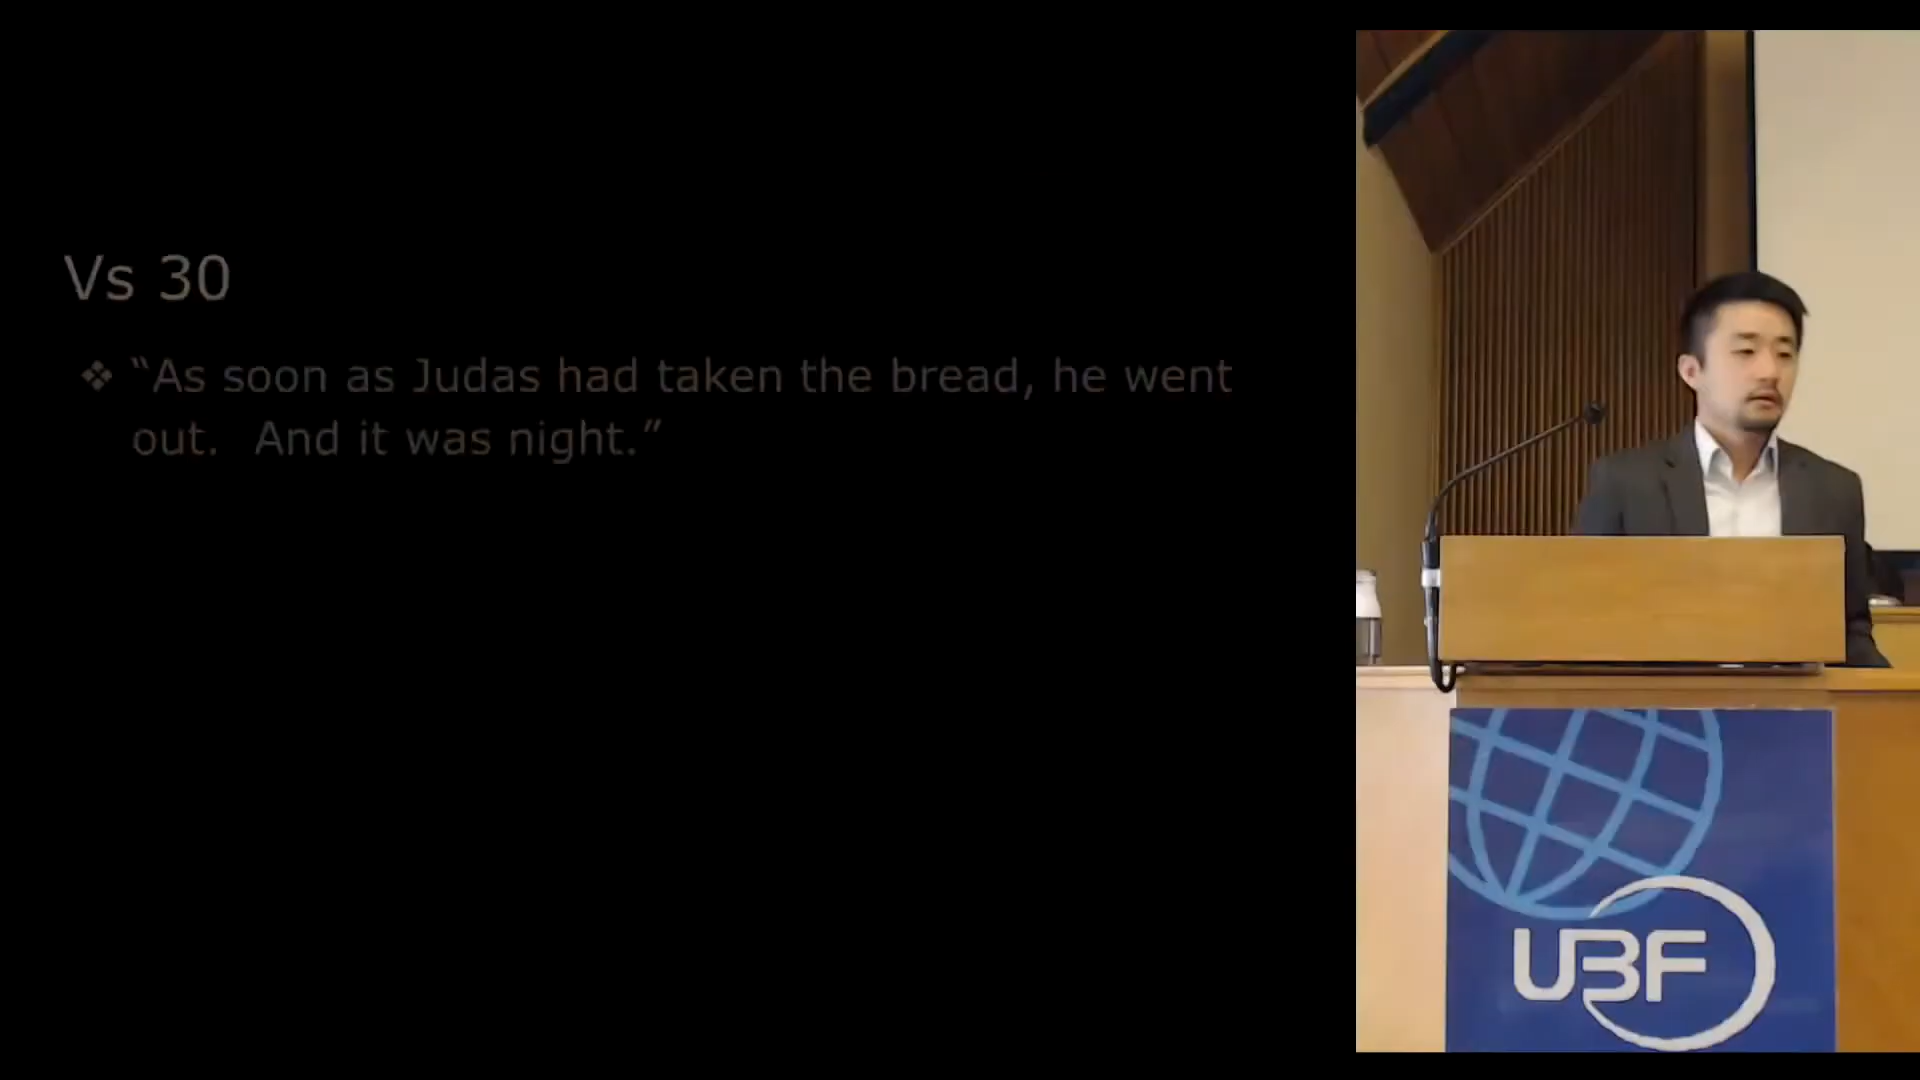 Vs 30
❖ “As soon as Judas had taken the bread, he went
out.  And it was night.”
UBF